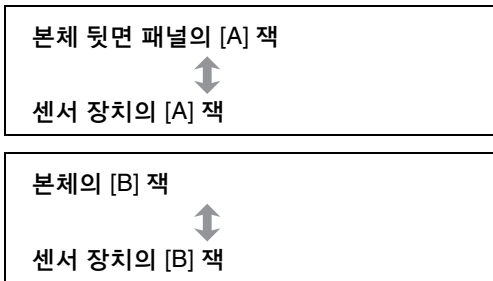 본체 뒷면 패널의 [A] 잭
센서 장치의 [A] 잭
본체의 [B] 잭
센서 장치의 [B] 잭